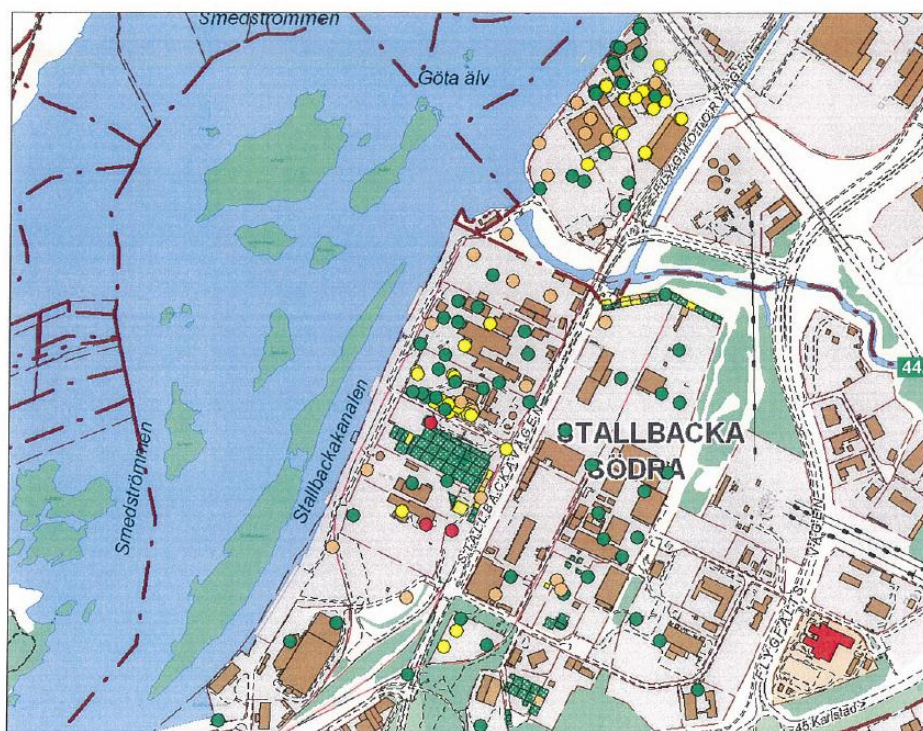 Smedströmmen
Göta älv
FLYGMOTORVÄGEN
44
Stallbackakanalen
Smedströmmen
STALLBACKAVÄGEN
STALLBACKA
SÖDRA
FLYGFÄLTSVÄGEN
45 Karlstad >